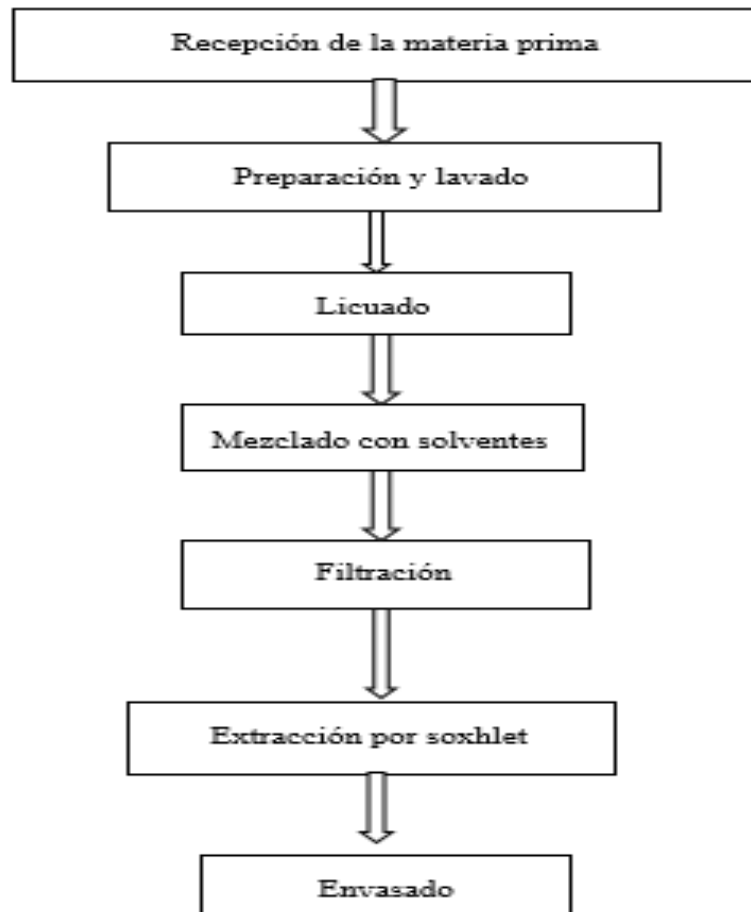 Recepción de la materia prima
Preparación y lavado
Licuado
Mezclado con solventes
Filtración
Extracción por soxhlet
Envasado